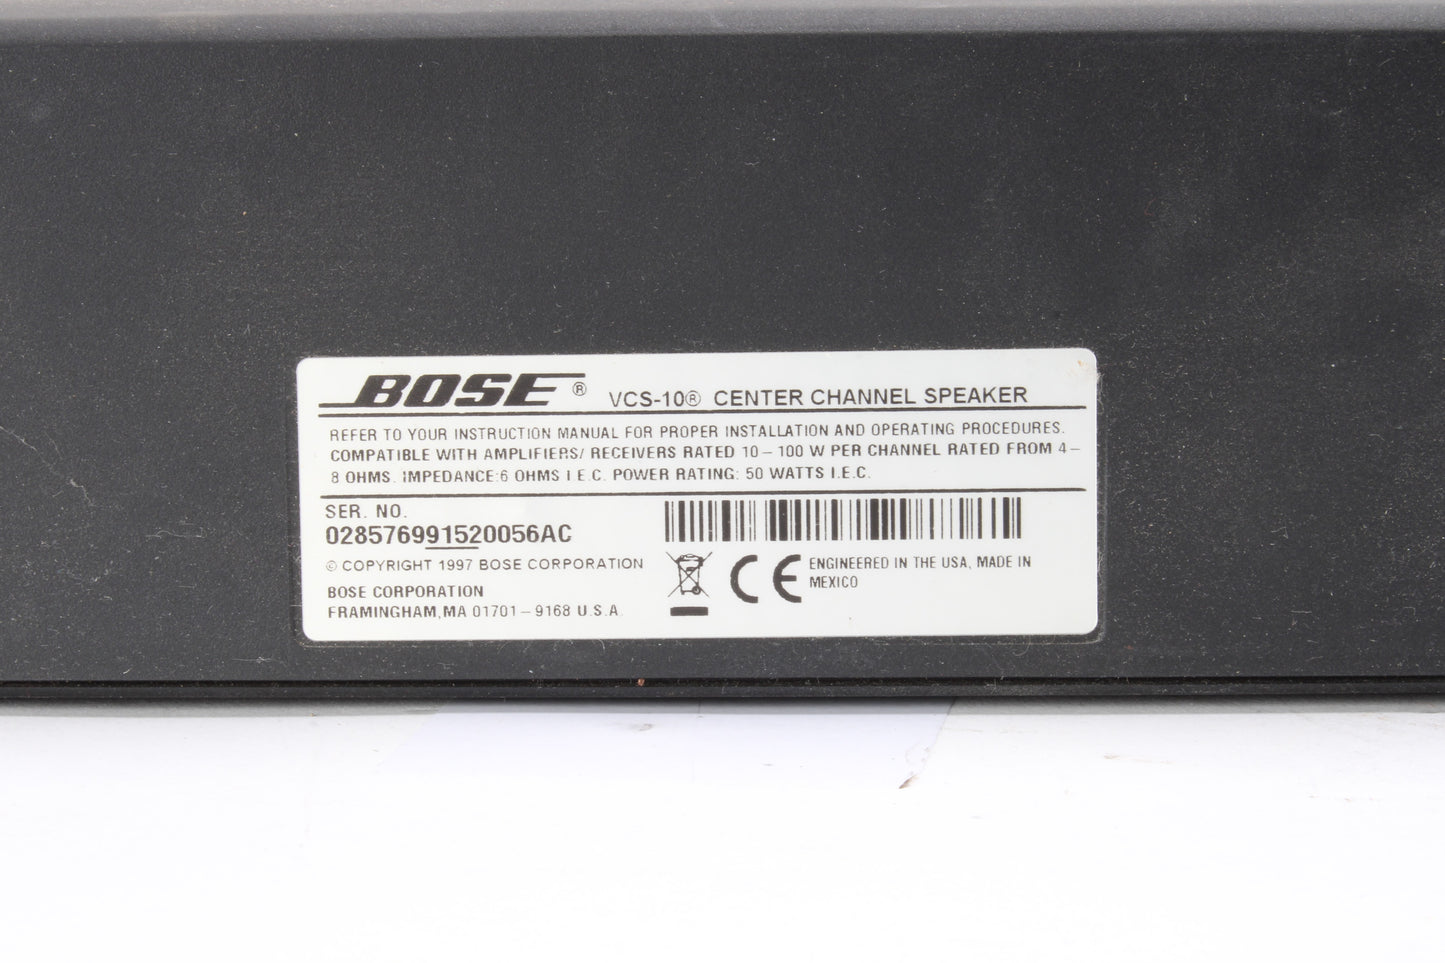 BOSE ® VCS-10® CENTER CHANNEL SPEAKER
REFER TO YOUR INSTRUCTION MANUAL FOR PROPER INSTALLATION AND OPERATING PROCEDURES.
COMPATIBLE WITH AMPLIFIERS/ RECEIVERS RATED 10 – 100 W PER CHANNEL RATED FROM 4 –
8 OHMS. IMPEDANCE:6 OHMS I E.C. POWER RATING: 50 WATTS I.E.C.
SER. NO.
028576991520056AC
© COPYRIGHT 1997 BOSE CORPORATION
BOSE CORPORATION
FRAMINGHAM,MA 01701 – 9168 U.S.A
CE ENGINEERED IN THE USA, MADE IN
MEXICO